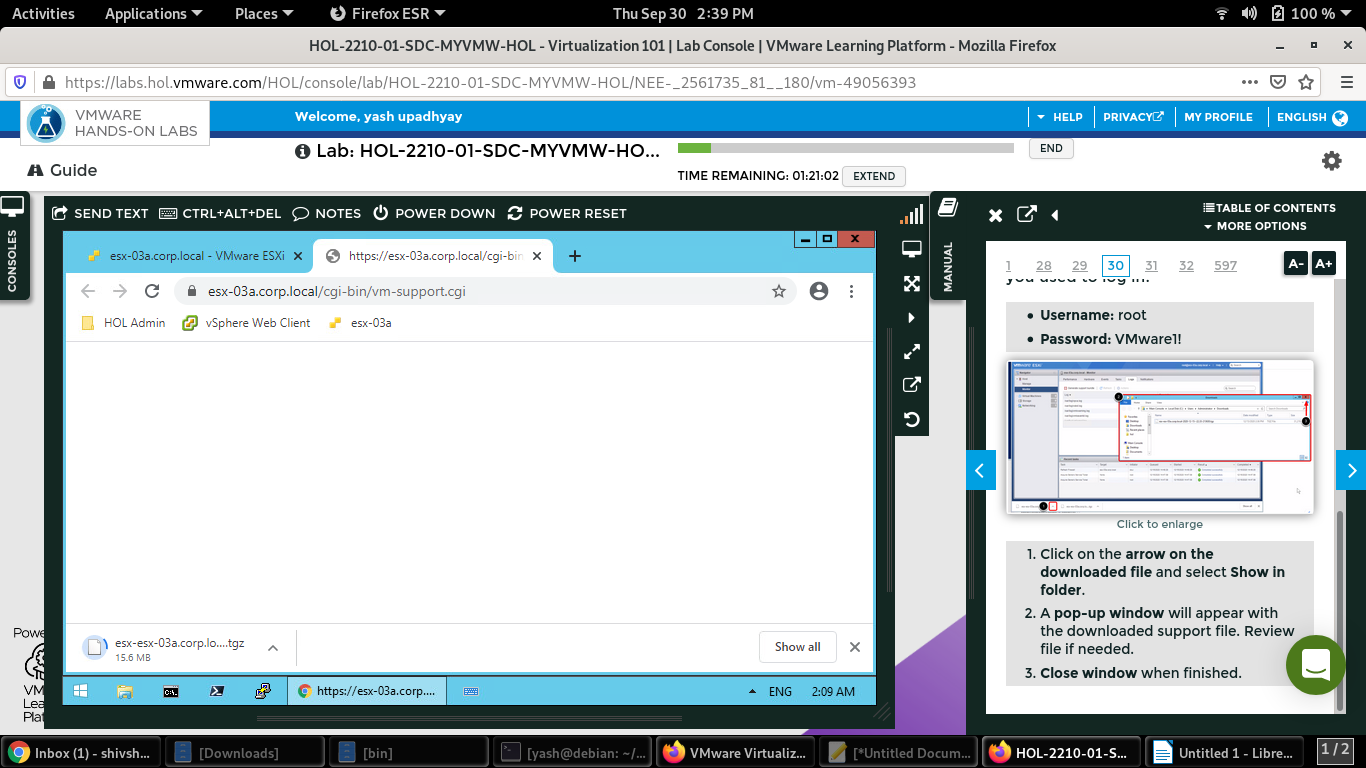 Activities Applications Places Firefox ESR Thu Sep 30 2:39 PM 100 %
HOL-2210-01-SDC-MYVMW-HOL - Virtualization 101 | Lab Console | VMware Learning Platform - Mozilla Firefox
https://labs.hol.vmware.com/HOL/console/lab/HOL-2210-01-SDC-MYVMW-HOL/NEE-_2561735_81__180/vm-49056393
VMWARE
HANDS-ON LABS
Welcome, yash upadhyay
HELP PRIVACY MY PROFILE ENGLISH
Lab: HOL-2210-01-SDC-MYVMW-HO...
END
Guide
TIME REMAINING: 01:21:02 EXTEND
CONSOLES
SEND TEXT CTRL+ALT+DEL NOTES POWER DOWN POWER RESET
esx-03a.corp.local - VMware ESXi https://esx-03a.corp.local/cgi-bin
esx-03a.corp.local/cgi-bin/vm-support.cgi
HOL Admin vSphere Web Client esx-03a
esx-esx-03a.corp.lo....tgz
15.6 MB
Show all
https://esx-03a.corp....
ENG 2:09 AM
MANUAL
TABLE OF CONTENTS
MORE OPTIONS
1 28 29 30 31 32 597
A- A+
you used to log in.
Username: root
Password: VMware1!
Click to enlarge
1. Click on the arrow on the
downloaded file and select Show in
folder.
2. A pop-up window will appear with
the downloaded support file. Review
file if needed.
3. Close window when finished.
Powe
VM
Lea
Plat
Inbox (1) - shivsh... [Downloads] [bin] [yash@debian: ~/... VMware Virtualiz... [*Untitled Docum... HOL-2210-01-S... Untitled 1 - Libre... 1 / 2